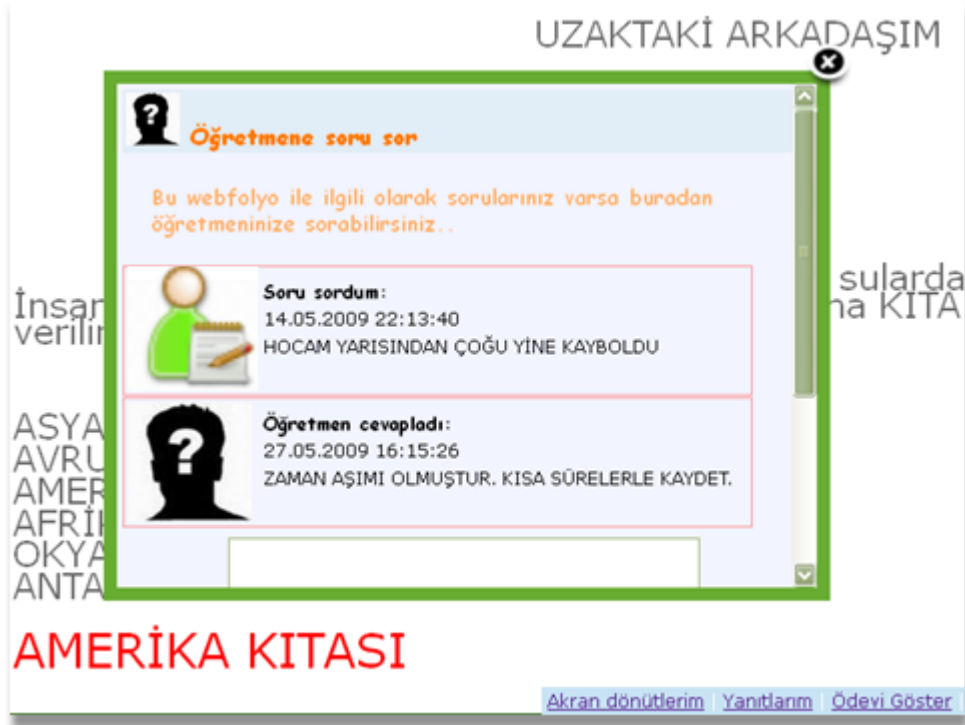 UZAKTAKİ ARKADAŞIM
Öğretmene soru sor
Bu webfolyo ile ilgili olarak sorularınız varsa buradan
öğretmeninize sorabilirsiniz..
Soru sordum:
14.05.2009 22:13:40
HOCAM YARISINDAN ÇOĞU YİNE KAYBOLDU
Öğretmen cevapladı:
27.05.2009 16:15:26
ZAMAN AŞIMI OLMUŞTUR. KISA SÜRELERLE KAYDET.
sularda
ASYA
AMERİKA KITASI
Akran dönütlerim Yanıtlarım Ödevi Göster